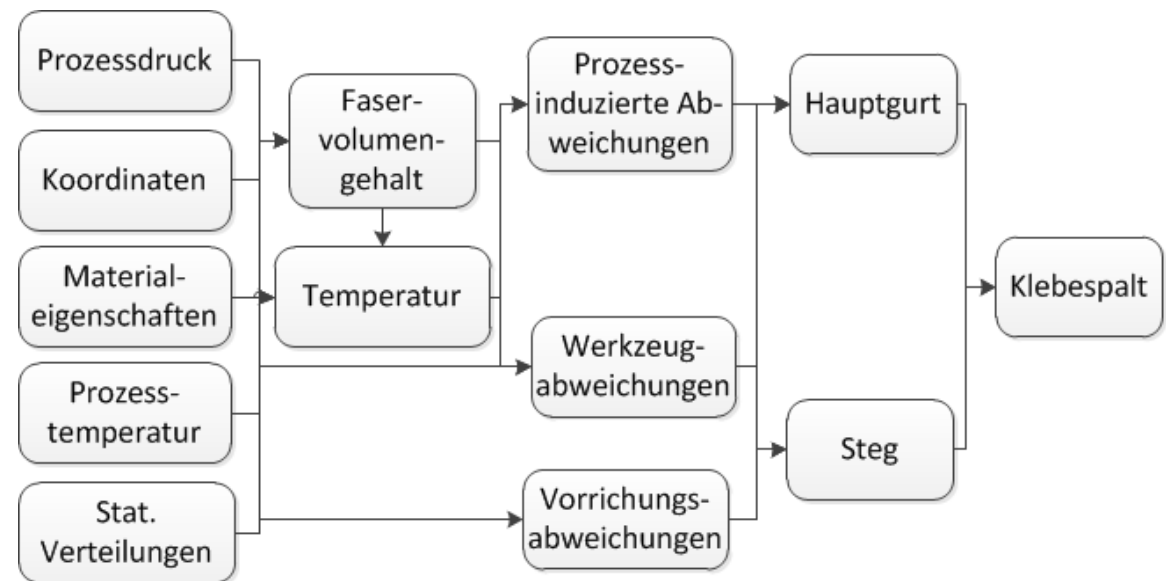 Prozessdruck
Koordinaten
Material-
eigenschaften
Prozess-
temperatur
Stat.
Verteilungen
Faser-
volumen-
gehalt
Temperatur
Prozess-
induzierte Ab-
weichungen
Werkzeug-
abweichungen
Vorrichungs-
abweichungen
Hauptgurt
Steg
Klebespalt